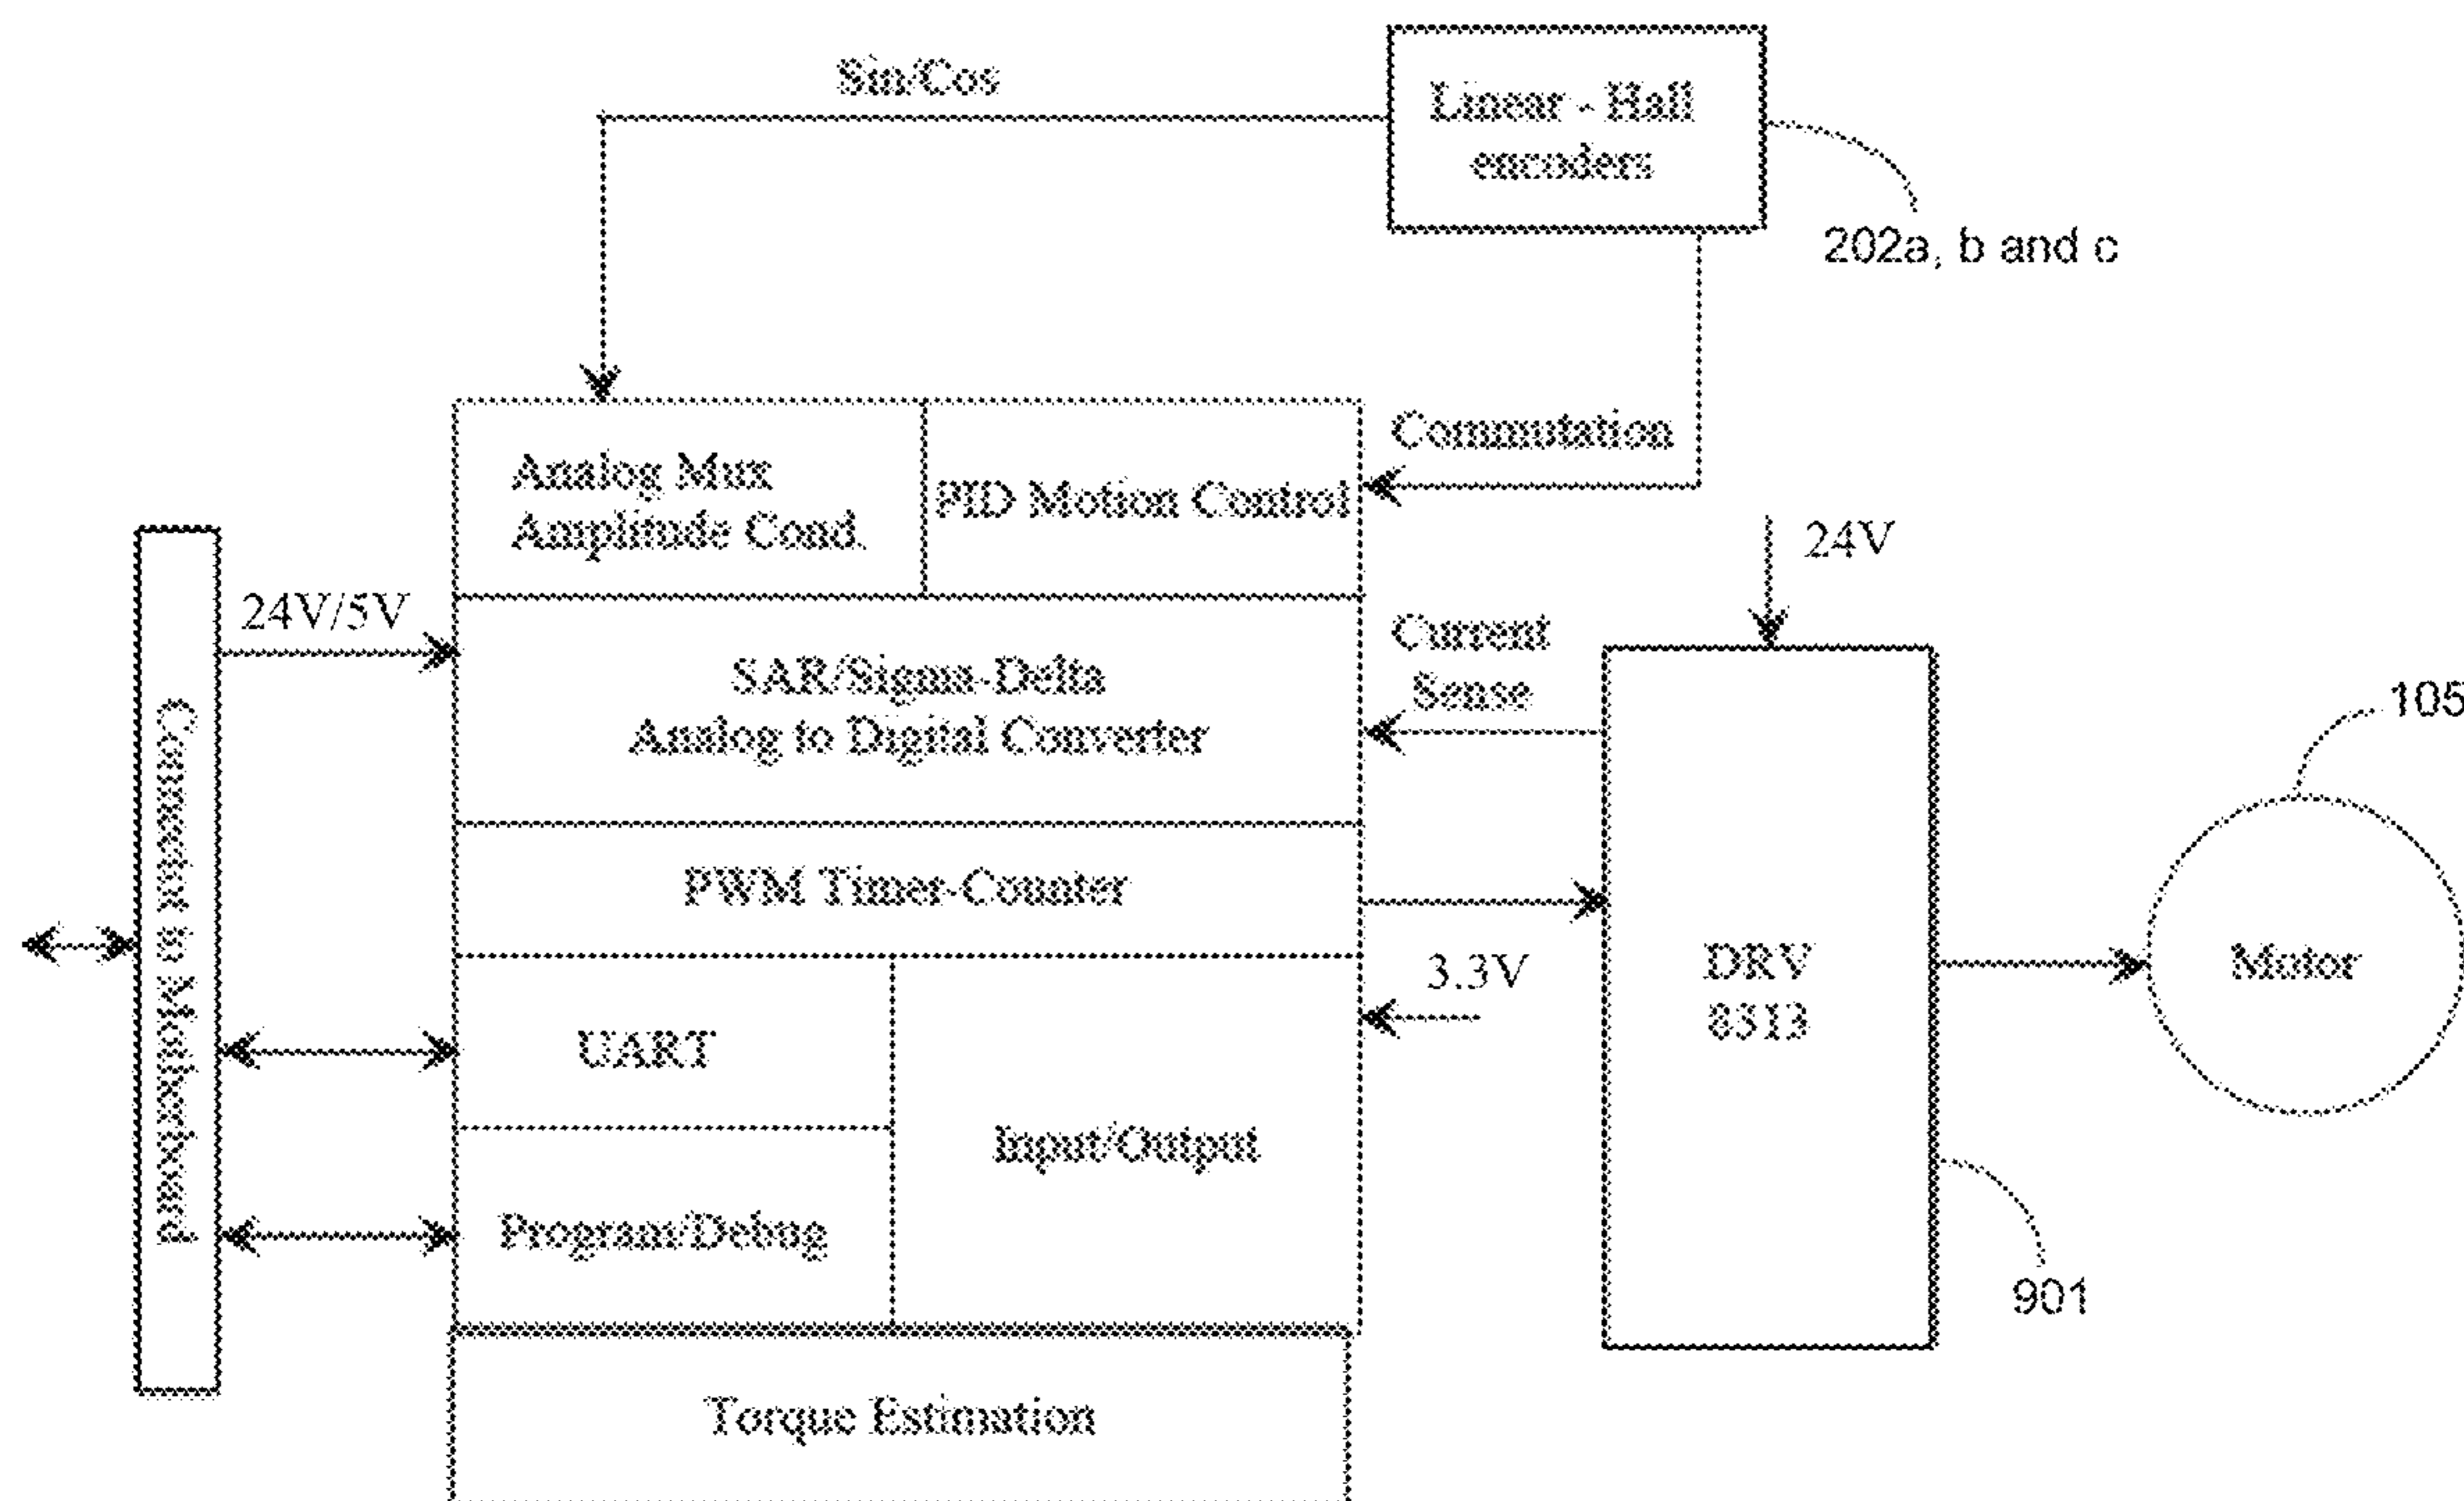 Sin/Cos
Linear - Hall
encoders
202a, b and c
Analog Mux
Amplitude Cond.
PID Motion Control
Commutation
24V
24V/5V
Connector to Motherboard
SAR/Sigma-Delta
Analog to Digital Converter
Current
Sense
105
PWM Timer-Counter
3.3V
DRV
8313
Motor
UART
Input/Output
Program/Debug
901
Torque Estimation